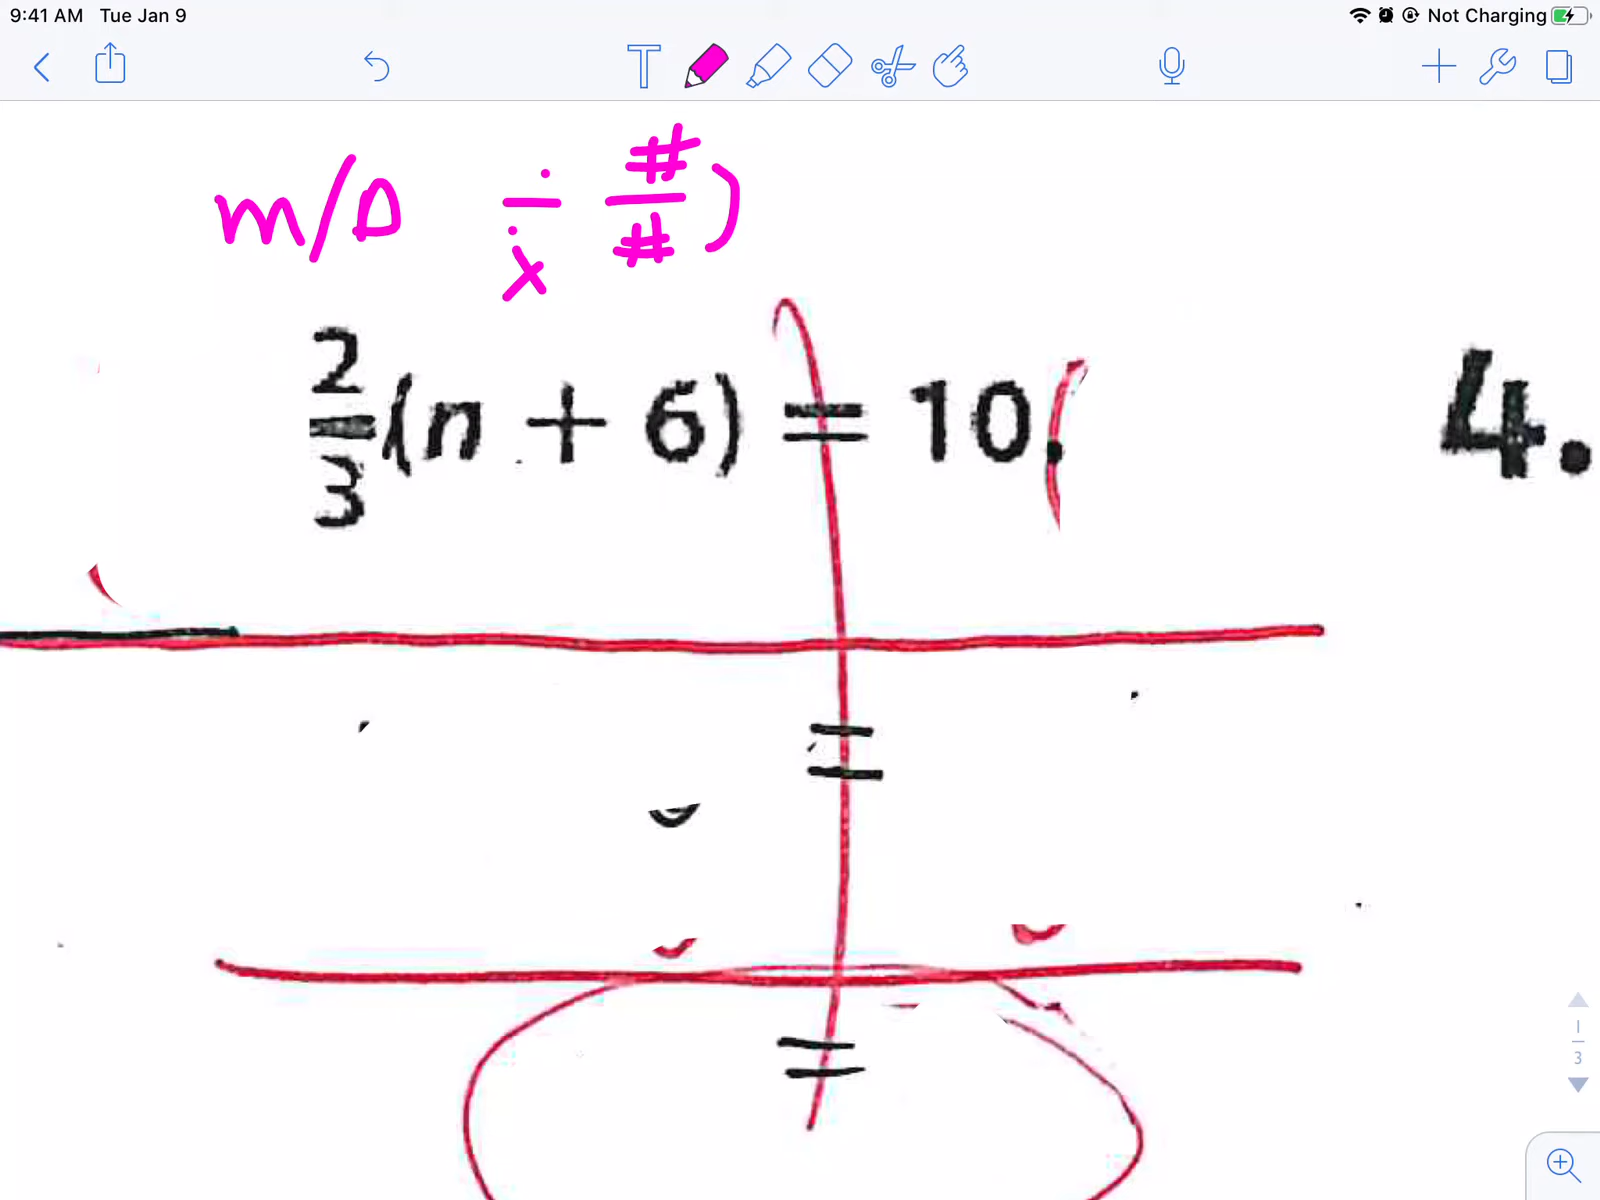 9:41 AM Tue Jan 9 Not Charging
T
m/D ÷ #/#)
x
2/3(n + 6) = 10. 4.
=
=
1
3